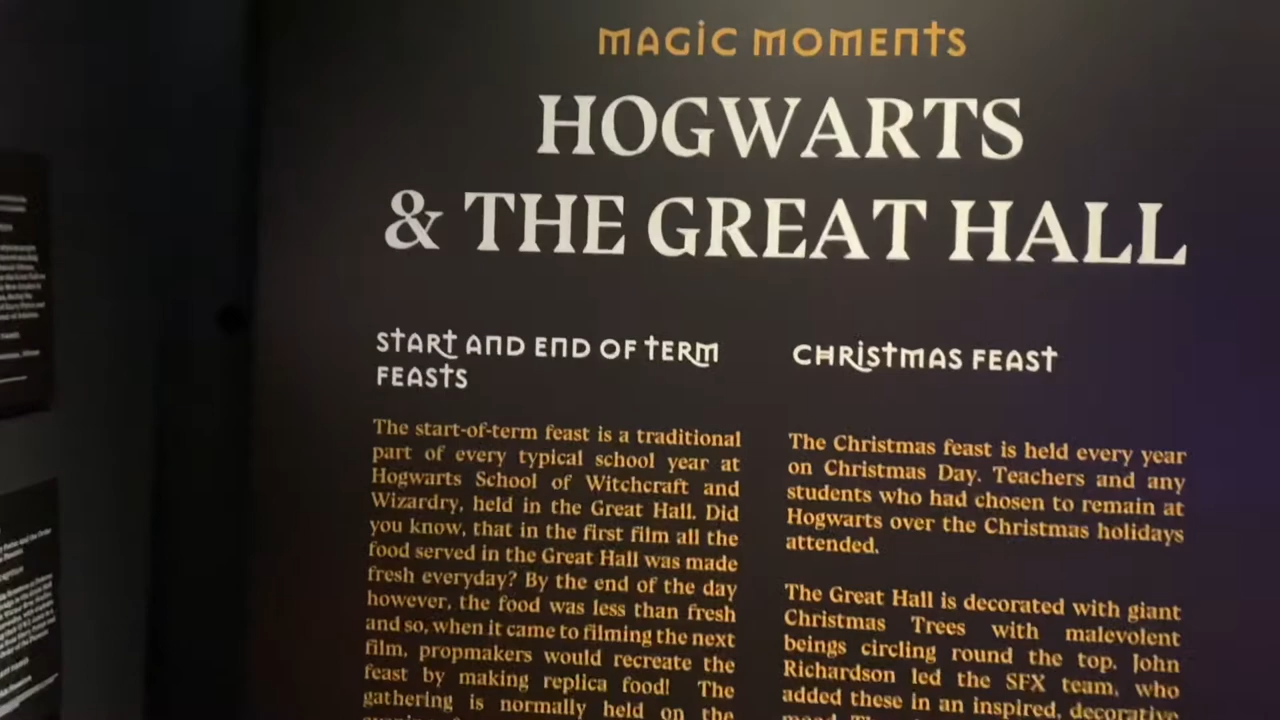 MAGIC MOMENTS
HOGWARTS
& THE GREAT HALL
START AND END OF TERM
FEASTS
The start-of-term feast is a traditional
part of every typical school year at
Hogwarts School of Witchcraft and
Wizardry, held in the Great Hall. Did
you know, that in the first film all the
food served in the Great Hall was made
fresh everyday? By the end of the day
however, the food was less than fresh
and so, when it came to filming the next
film, propmakers would recreate the
feast by making replica food! The
gathering is normally held on the
CHRISTMAS FEAST
The Christmas feast is held every year
on Christmas Day. Teachers and any
students who had chosen to remain at
Hogwarts over the Christmas holidays
attended.
The Great Hall is decorated with giant
Christmas Trees with malevolent
beings circling round the top. John
Richardson led the SFX team, who
added these in an inspired, decorative